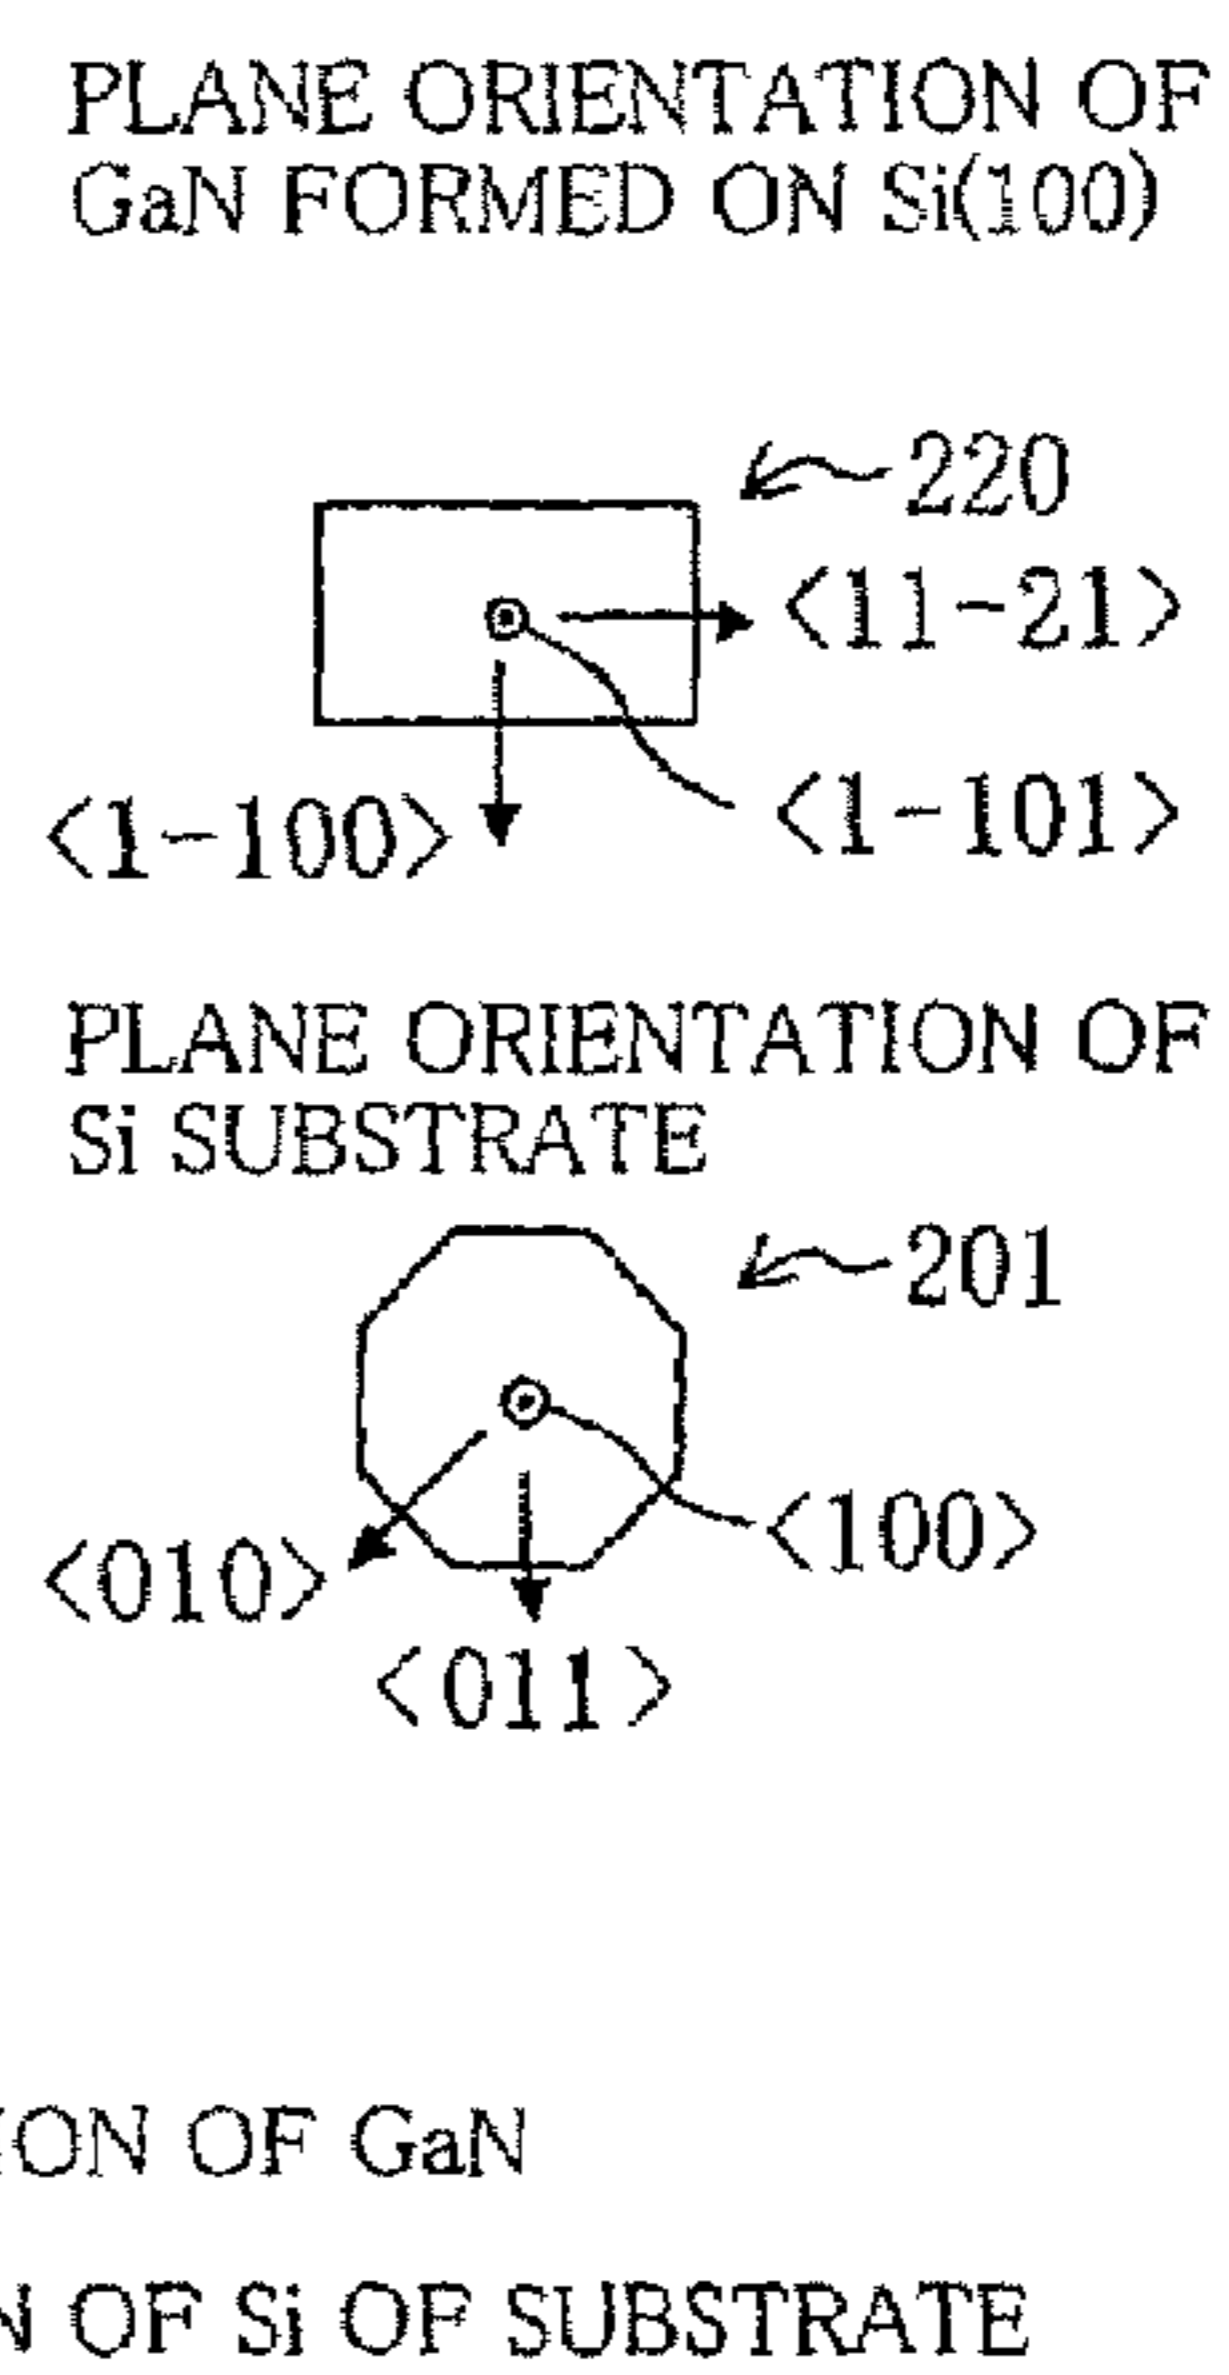 PLANE ORIENTATION OF
GaN FORMED ON Si(100)
220
<11-21>
<1-100>
<1-101>
PLANE ORIENTATION OF
Si SUBSTRATE
201
<100>
<010>
<011>
ION OF GaN
N OF Si OF SUBSTRATE